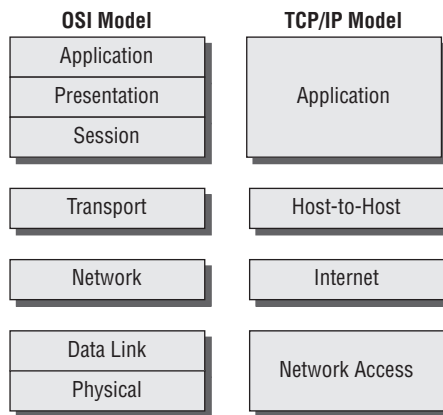 OSI Model
Application
Presentation
Session
Transport
Network
Data Link
Physical
TCP/IP Model
Application
Host-to-Host
Internet
Network Access